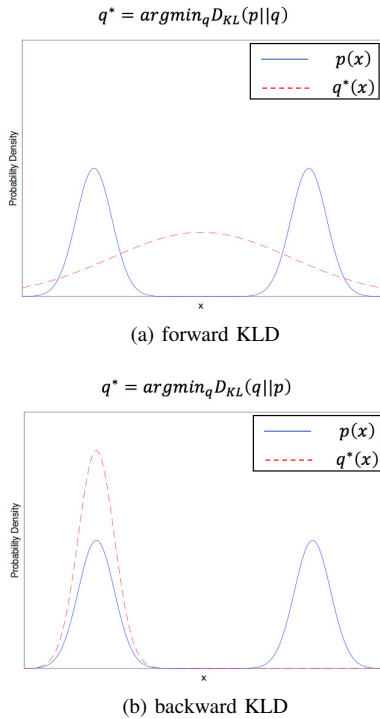 q* = argmin_q D_KL(p||q)
p(x)
q*(x)
Probability Density
x
(a) forward KLD
q* = argmin_q D_KL(q||p)
p(x)
q*(x)
Probability Density
x
(b) backward KLD